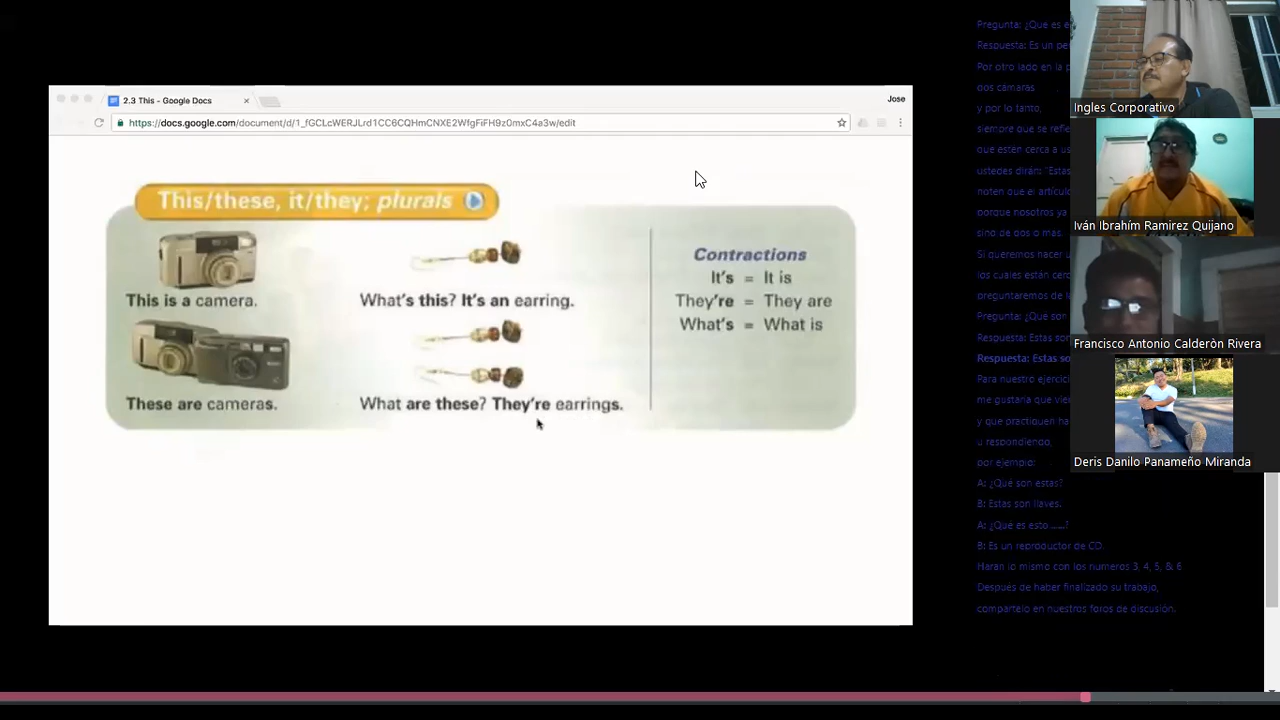 2.3 This - Google Docs
Jose
https://docs.google.com/document/d/1_fGCLcWERJLrd1CC6CQHmCNXE2WfgFiFH9z0mxC4a3w/edit
This/these, it/they; plurals
This is a camera.
What's this? It's an earring.
These are cameras.
What are these? They're earrings.
Contractions
It's = It is
They're = They are
What's = What is
Pregunta: ¿Qué es e
Respuesta: Es un pe
Por otro lado en la p
dos cámaras
y por lo tanto,
siempre que se refie
que estén cerca a us
ustedes dirán: "Estas
noten que el artícul
porque nosotros ya
sino de dos o más.
Si queremos hacer u
los cuales están cerc
preguntaremos de la
Pregunta: ¿Qué son
Respuesta: Estas son
Respuesta: Estas so
Para nuestro ejercici
me gustaría que vie
y que practiquen ha
u respondiendo,
por ejemplo:
A: ¿Qué son estas?
B: Estas son llaves.
A: ¿Qué es esto ......?
B: Es un reproductor de CD.
Harán lo mismo con los números 3, 4, 5, & 6
Después de haber finalizado su trabajo,
compártelo en nuestros foros de discusión.
Ingles Corporativo
Iván Ibrahím Ramirez Quijano
Francisco Antonio Calderòn Rivera
Deris Danilo Panameño Miranda